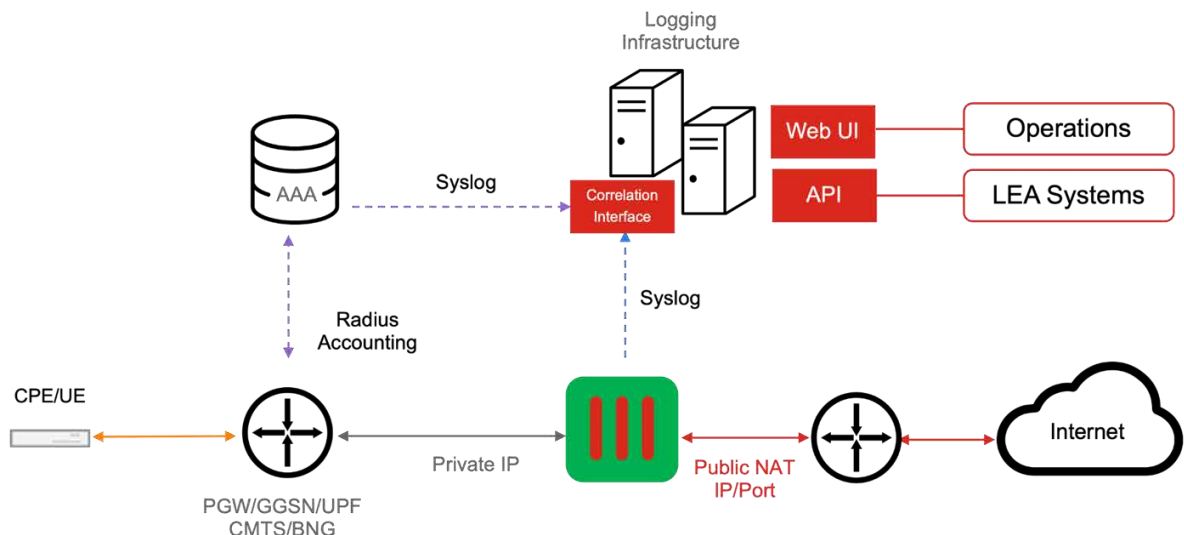 Logging
Infrastructure
Web UI
Operations
AAA
Syslog
Correlation
Interface
API
LEA Systems
Syslog
Radius
Accounting
CPE/UE
Internet
Private IP
Public NAT
IP/Port
PGW/GGSN/UPF
CMTS/BNG